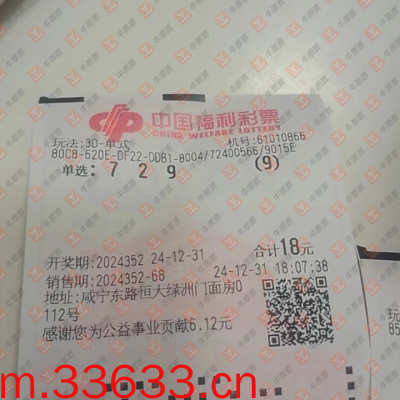 中国福利彩票
CHINA WELFARE LOTTERY
玩法:3D-单式 机号:61010866
80C8-620E-DF22-DDB1-8004/72400566/9015E
单选: 7 2 9 (9)
开奖期:2024352 24-12-31 合计18元
销售期:2024352-68 24-12-31 18:07:38
地址:咸宁东路恒大绿洲门面房0
112号
感谢您为公益事业贡献6.12元
m.33633.cn